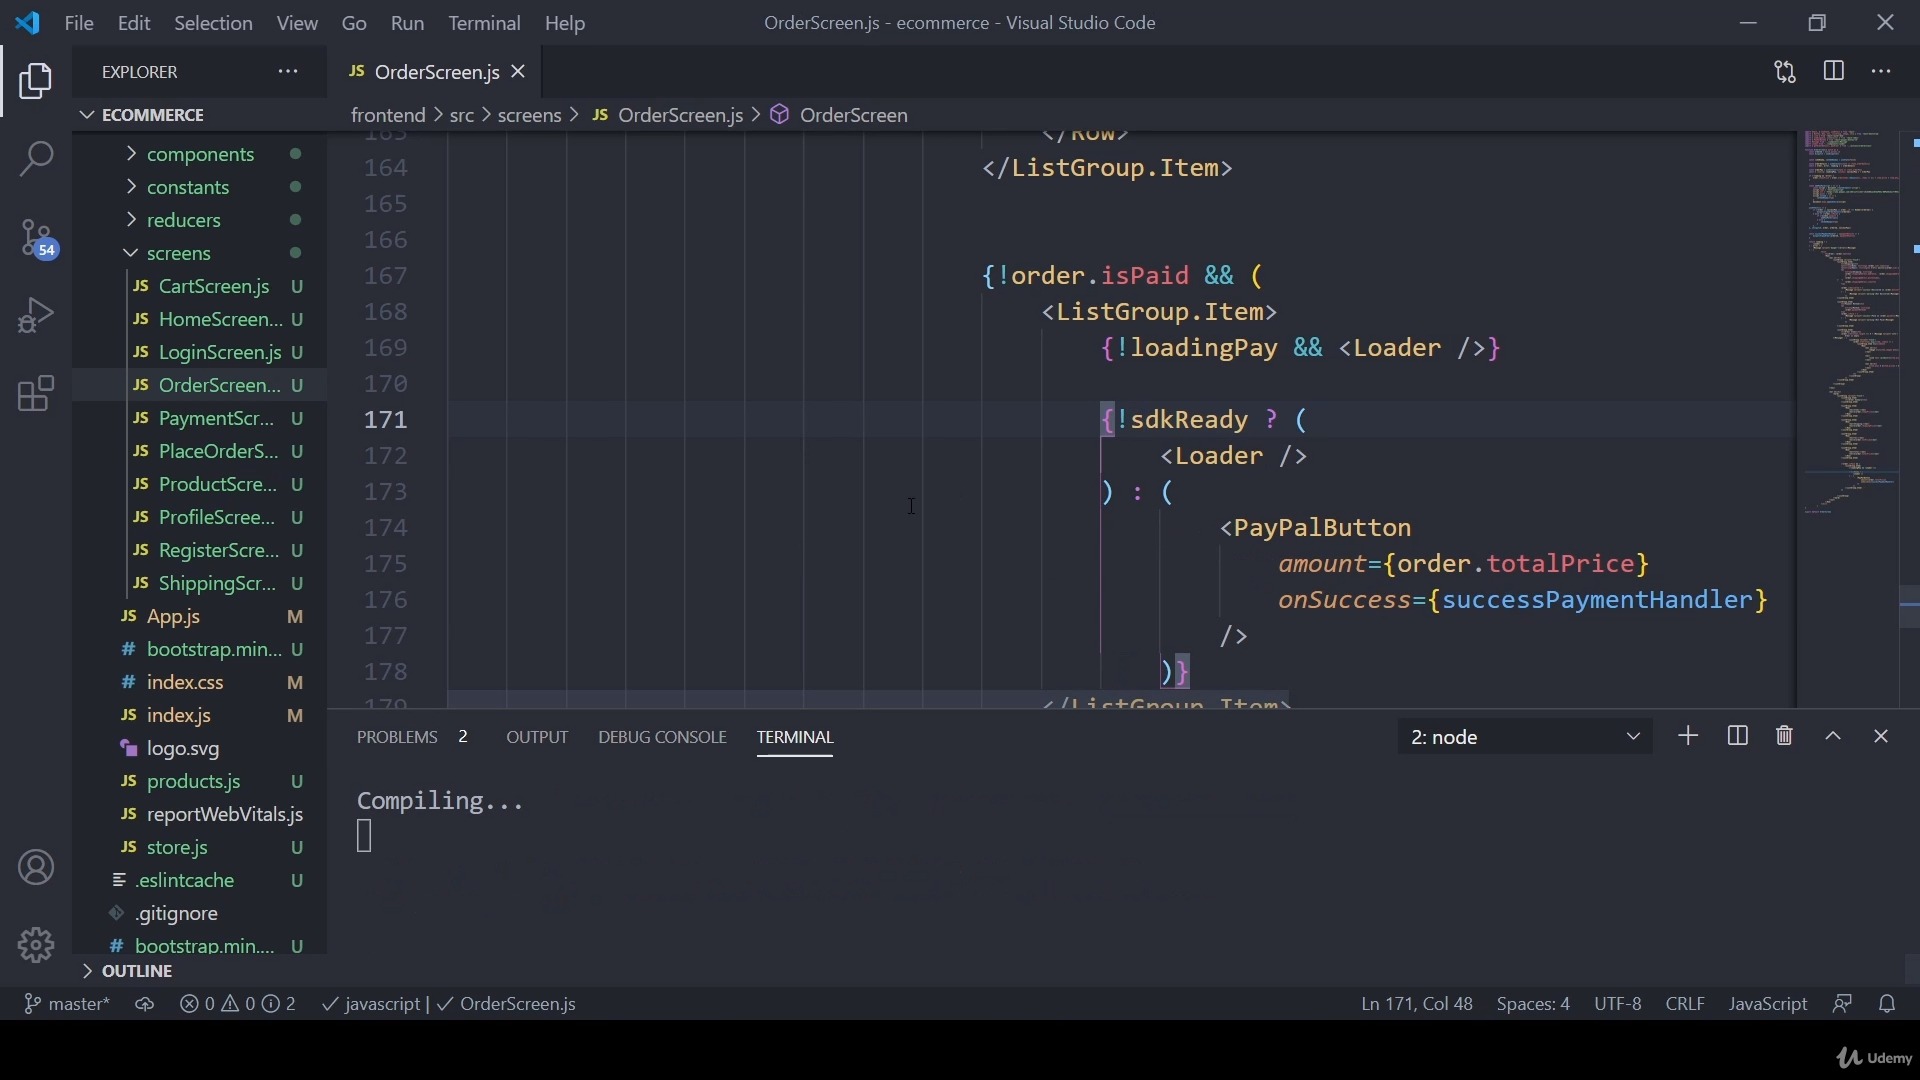 File Edit Selection View Go Run Terminal Help OrderScreen.js - ecommerce - Visual Studio Code
EXPLORER ... JS OrderScreen.js
ECOMMERCE
frontend > src > screens > JS OrderScreen.js > OrderScreen
components
constants
reducers
screens
JS CartScreen.js U
JS HomeScreen... U
JS LoginScreen.js U
JS OrderScreen... U
JS PaymentScr... U
JS PlaceOrderS... U
JS ProductScre... U
JS ProfileScree... U
JS RegisterScre... U
JS ShippingScr... U
JS App.js M
# bootstrap.min... U
# index.css M
JS index.js M
logo.svg
JS products.js U
JS reportWebVitals.js
JS store.js U
.eslintcache U
.gitignore
# bootstrap.min.... U
OUTLINE
54
163 </Row>
164 </ListGroup.Item>
165
166
167 {!order.isPaid && (
168 <ListGroup.Item>
169 {!loadingPay && <Loader />}
170
171 {!sdkReady ? (
172 <Loader />
173 ) : (
174 <PayPalButton
175 amount={order.totalPrice}
176 onSuccess={successPaymentHandler}
177 />
178 )}
179 </ListGroup.Item>
PROBLEMS 2 OUTPUT DEBUG CONSOLE TERMINAL 2: node
Compiling...
master* 0 0 2 javascript | OrderScreen.js Ln 171, Col 48 Spaces: 4 UTF-8 CRLF JavaScript
Udemy